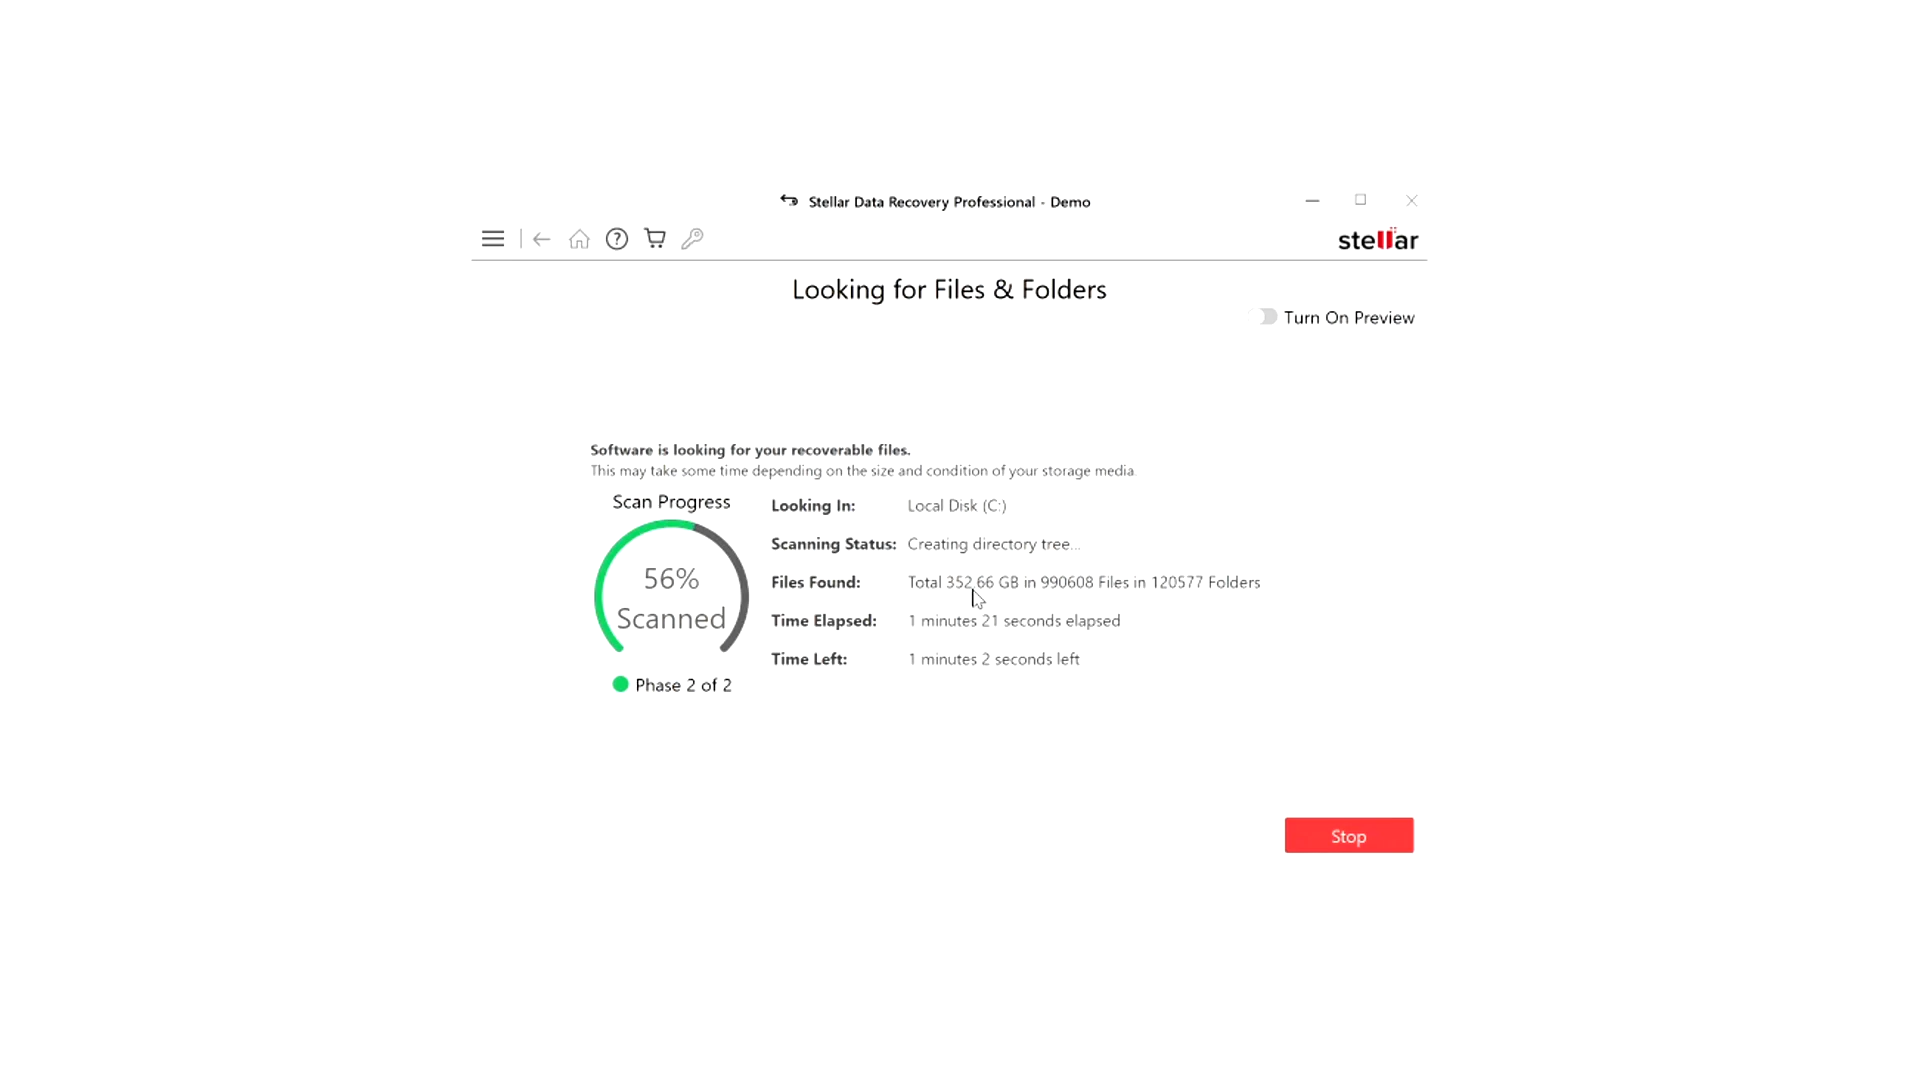 Stellar Data Recovery Professional - Demo
stellar
Looking for Files & Folders
Turn On Preview
Software is looking for your recoverable files.
This may take some time depending on the size and condition of your storage media.
Scan Progress
56%
Scanned
Phase 2 of 2
Looking In: Local Disk (C:)
Scanning Status: Creating directory tree...
Files Found: Total 352.66 GB in 990608 Files in 120577 Folders
Time Elapsed: 1 minutes 21 seconds elapsed
Time Left: 1 minutes 2 seconds left
Stop